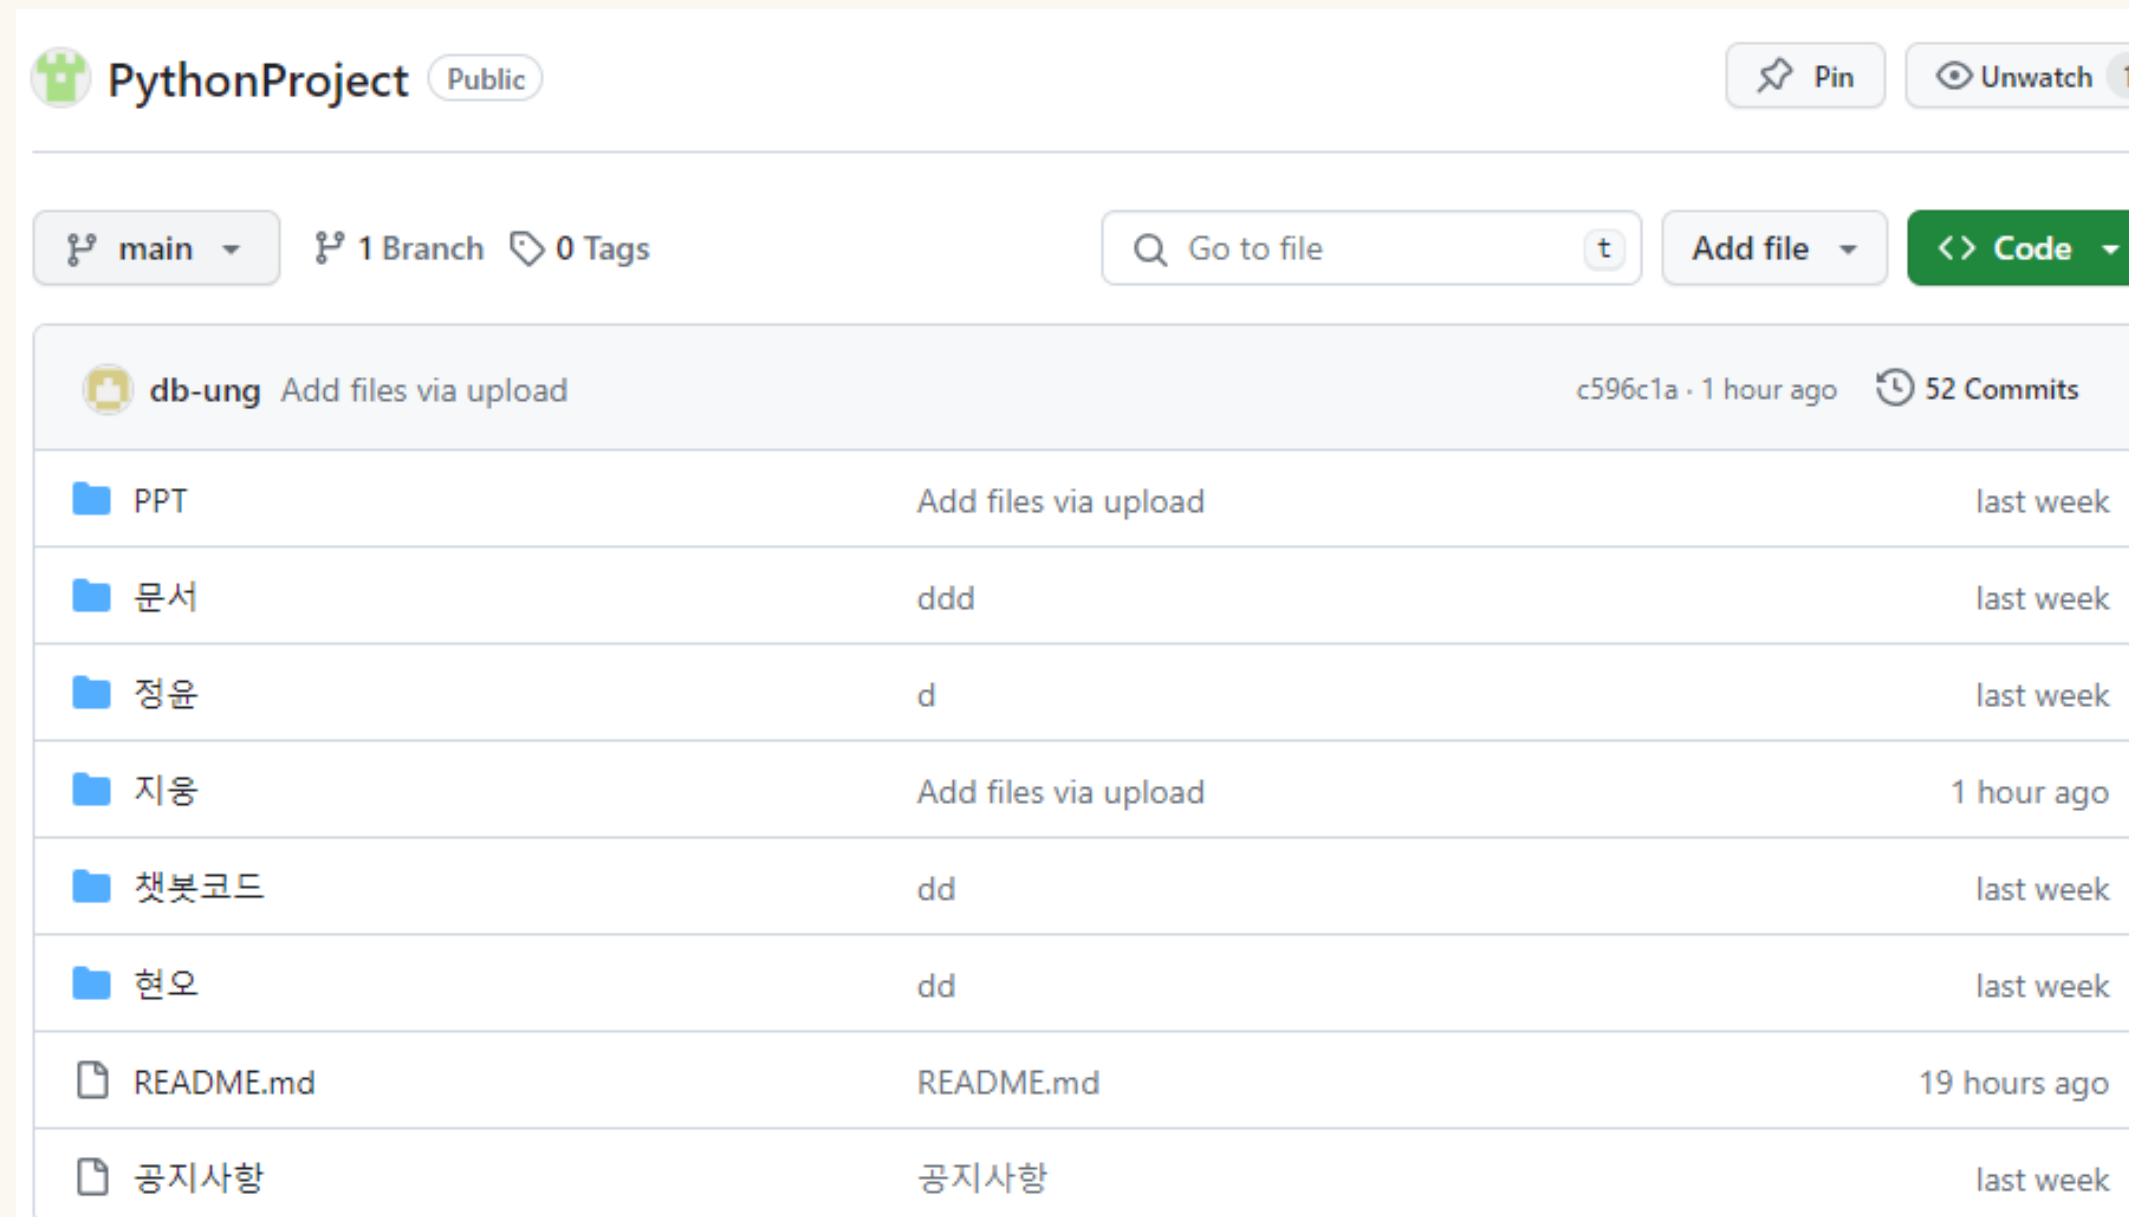 PythonProject Public Pin Unwatch
main 1 Branch 0 Tags Go to file t Add file Code
db-ung Add files via upload c596c1a · 1 hour ago 52 Commits
PPT Add files via upload last week
문서 ddd last week
정윤 d last week
지웅 Add files via upload 1 hour ago
챗봇코드 dd last week
현오 dd last week
README.md README.md 19 hours ago
공지사항 공지사항 last week